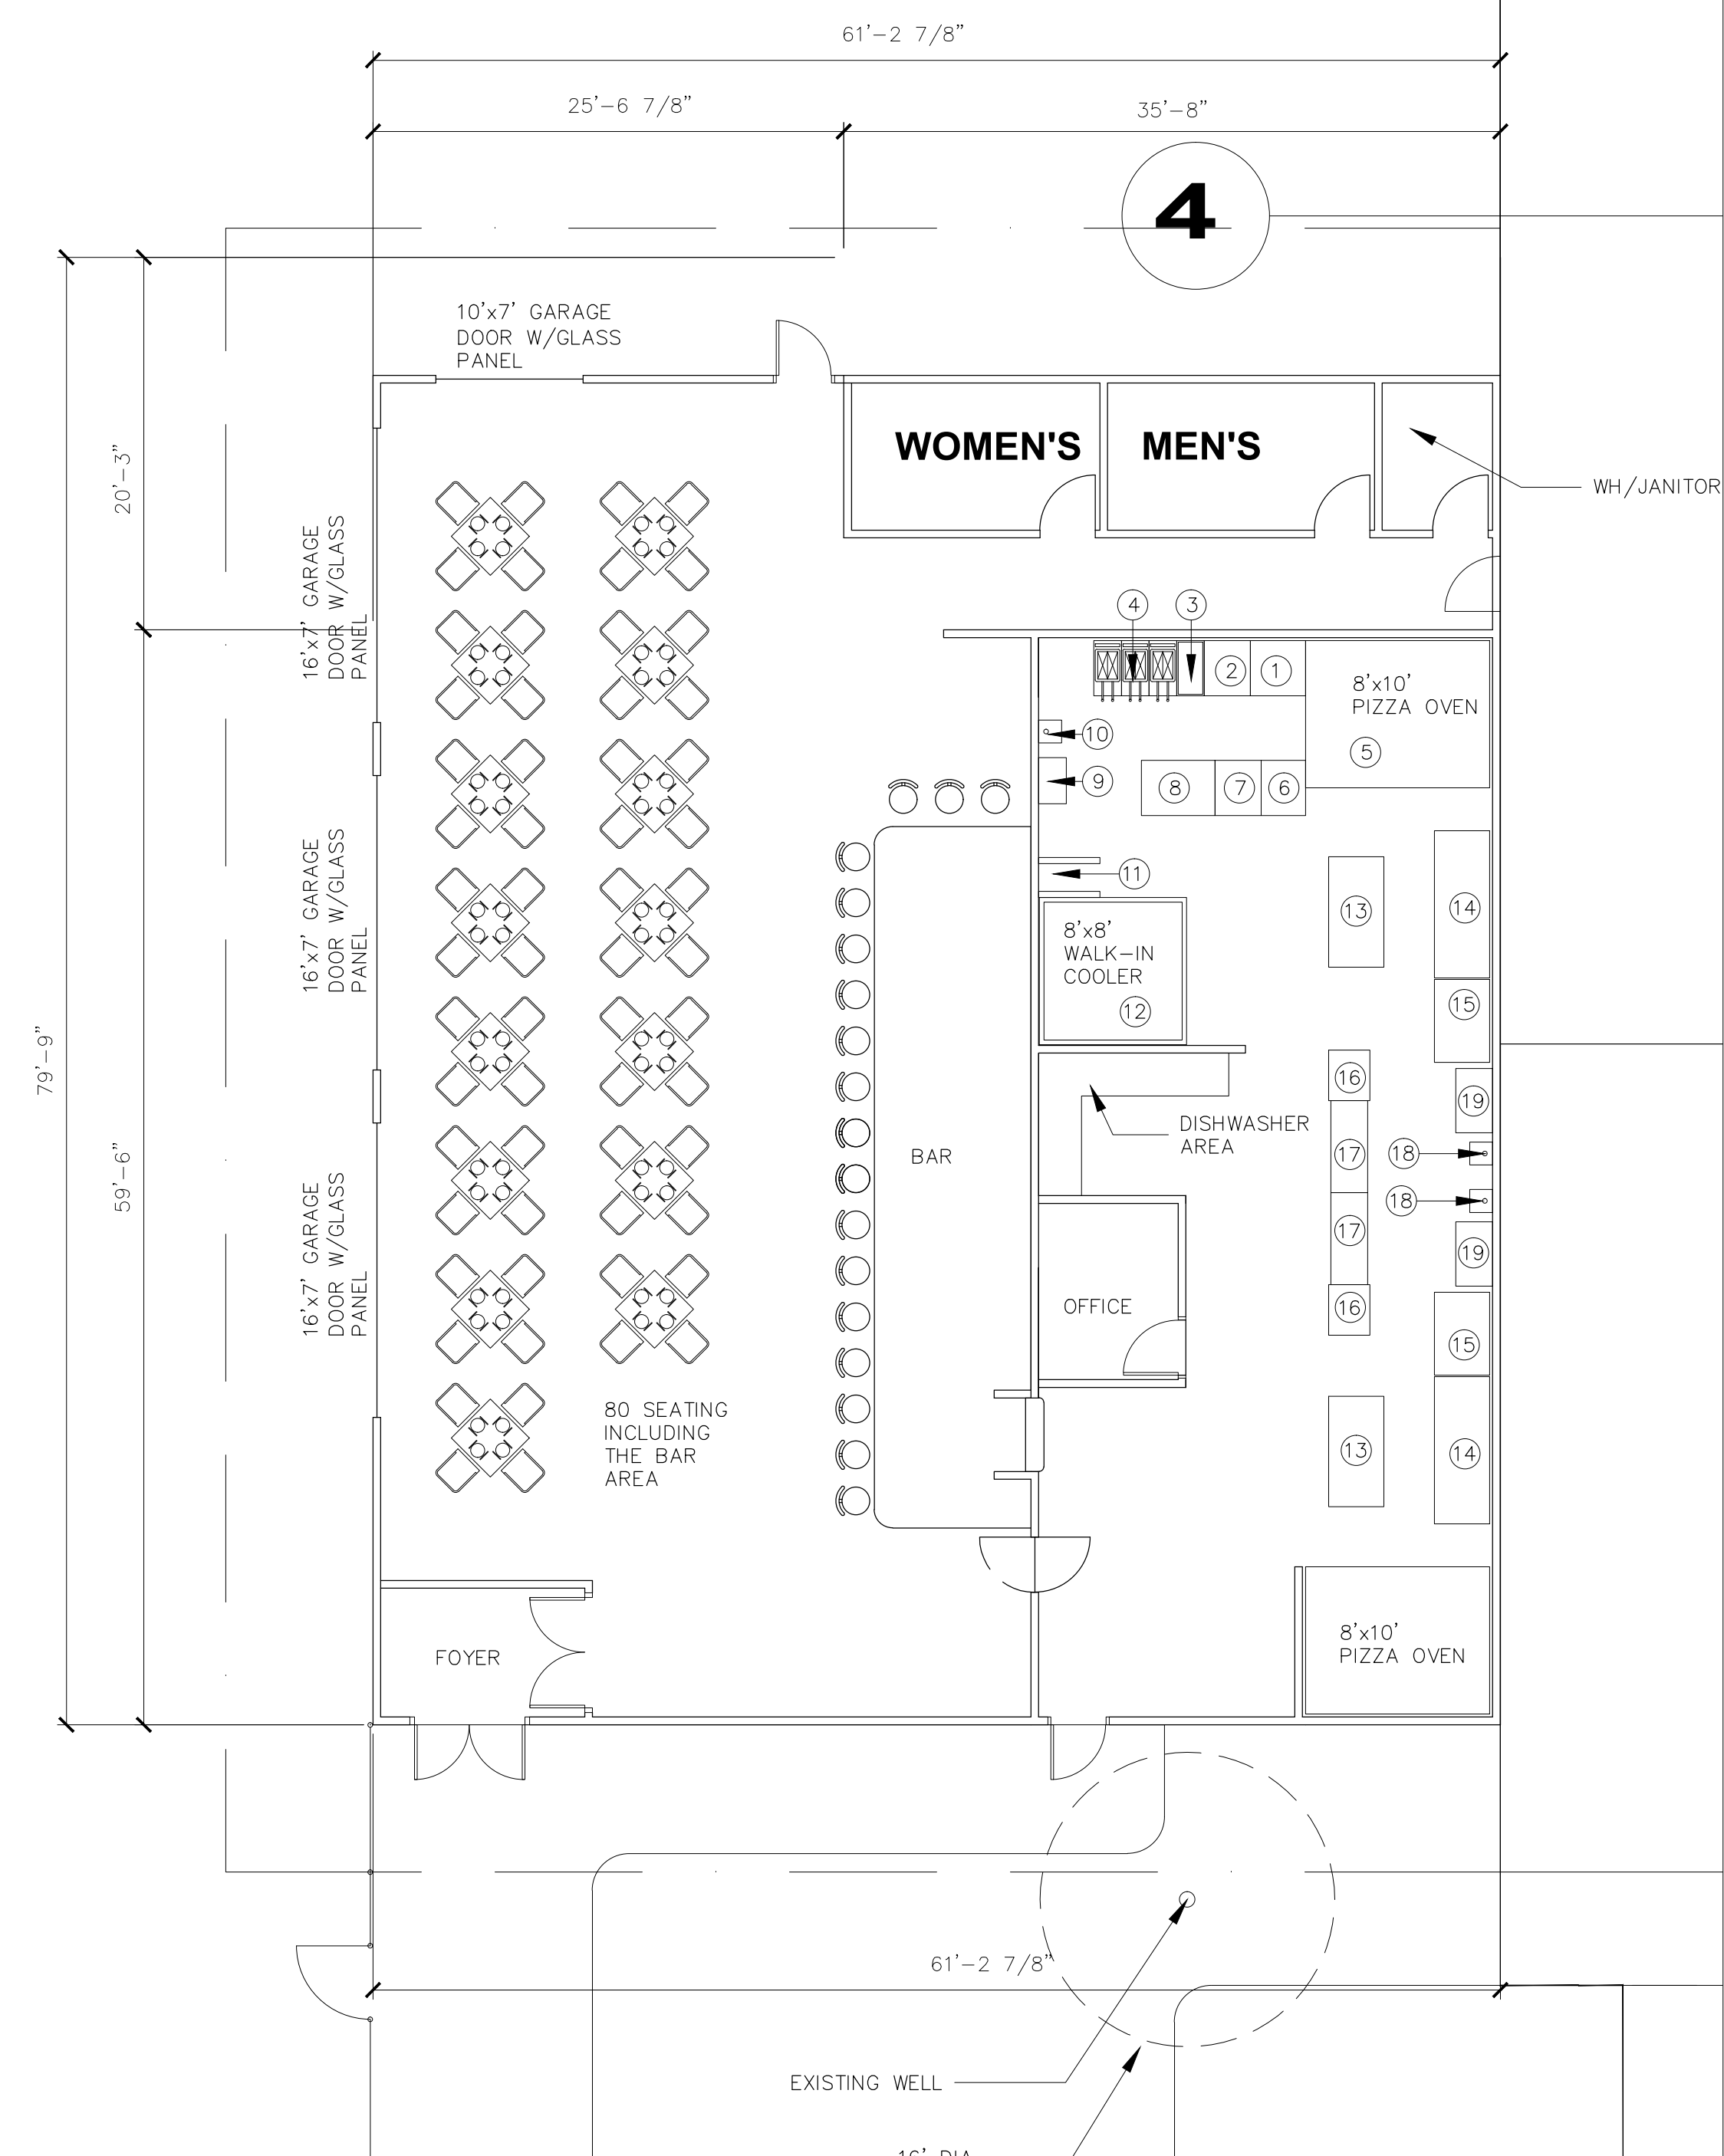 61'-2 7/8"
25'-6 7/8"
35'-8"
4
10'x7' GARAGE
DOOR W/GLASS
PANEL
WOMEN'S
MEN'S
WH/JANITOR
20'-3"
16'x7' GARAGE
DOOR W/GLASS
PANEL
4
3
2
1
8'x10'
PIZZA OVEN
5
10
9
8
7
6
11
13
14
16'x7' GARAGE
DOOR W/GLASS
PANEL
8'x8'
WALK-IN
COOLER
12
15
79'-9"
59'-6"
16
19
DISHWASHER
AREA
BAR
17
18
18
17
19
16'x7' GARAGE
DOOR W/GLASS
PANEL
OFFICE
16
15
80 SEATING
INCLUDING
THE BAR
AREA
13
14
FOYER
8'x10'
PIZZA OVEN
61'-2 7/8"
EXISTING WELL
16' DIA